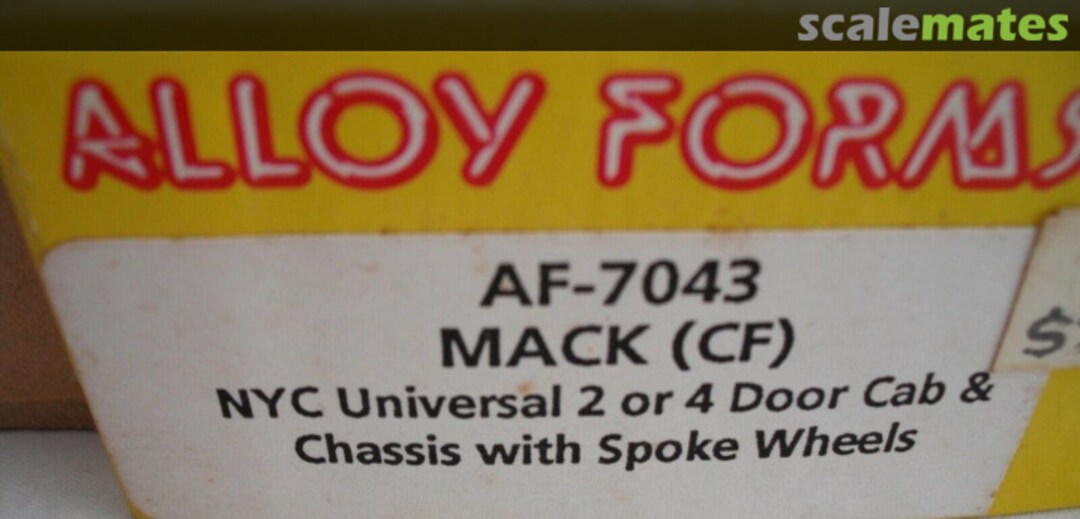 scalemates
ALLOY FORMS
AF-7043
MACK (CF)
$
NYC Universal 2 or 4 Door Cab &
Chassis with Spoke Wheels